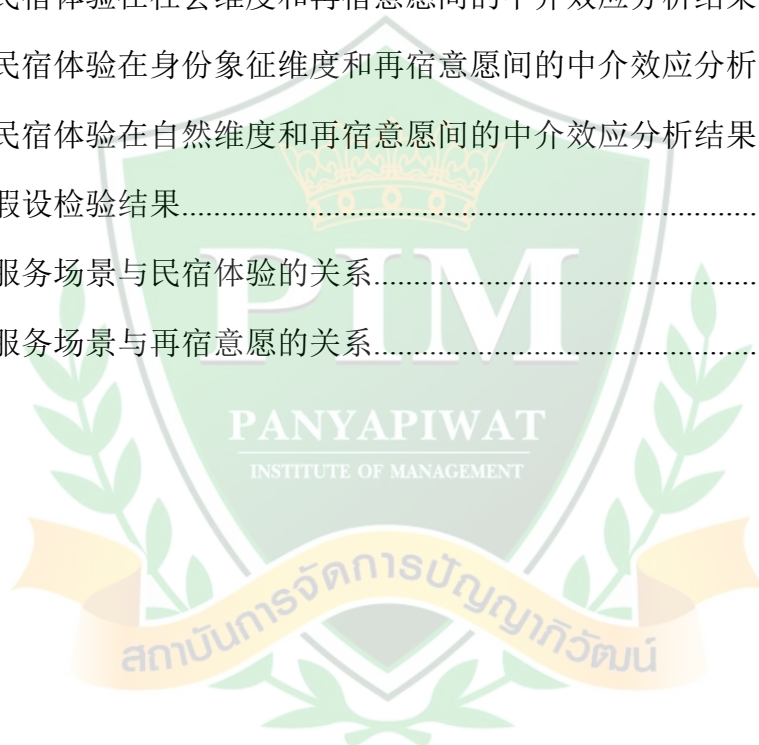 民宿体验在社会维度和再宿意愿间的中介效应分析结果
民宿体验在身份象征维度和再宿意愿间的中介效应分析
民宿体验在自然维度和再宿意愿间的中介效应分析结果
假设检验结果......................................................................
服务场景与民宿体验的关系..............................................
服务场景与再宿意愿的关系..............................................
PIM
PANYAPIWAT
INSTITUTE OF MANAGEMENT
สถาบันการจัดการปัญญาภิวัฒน์